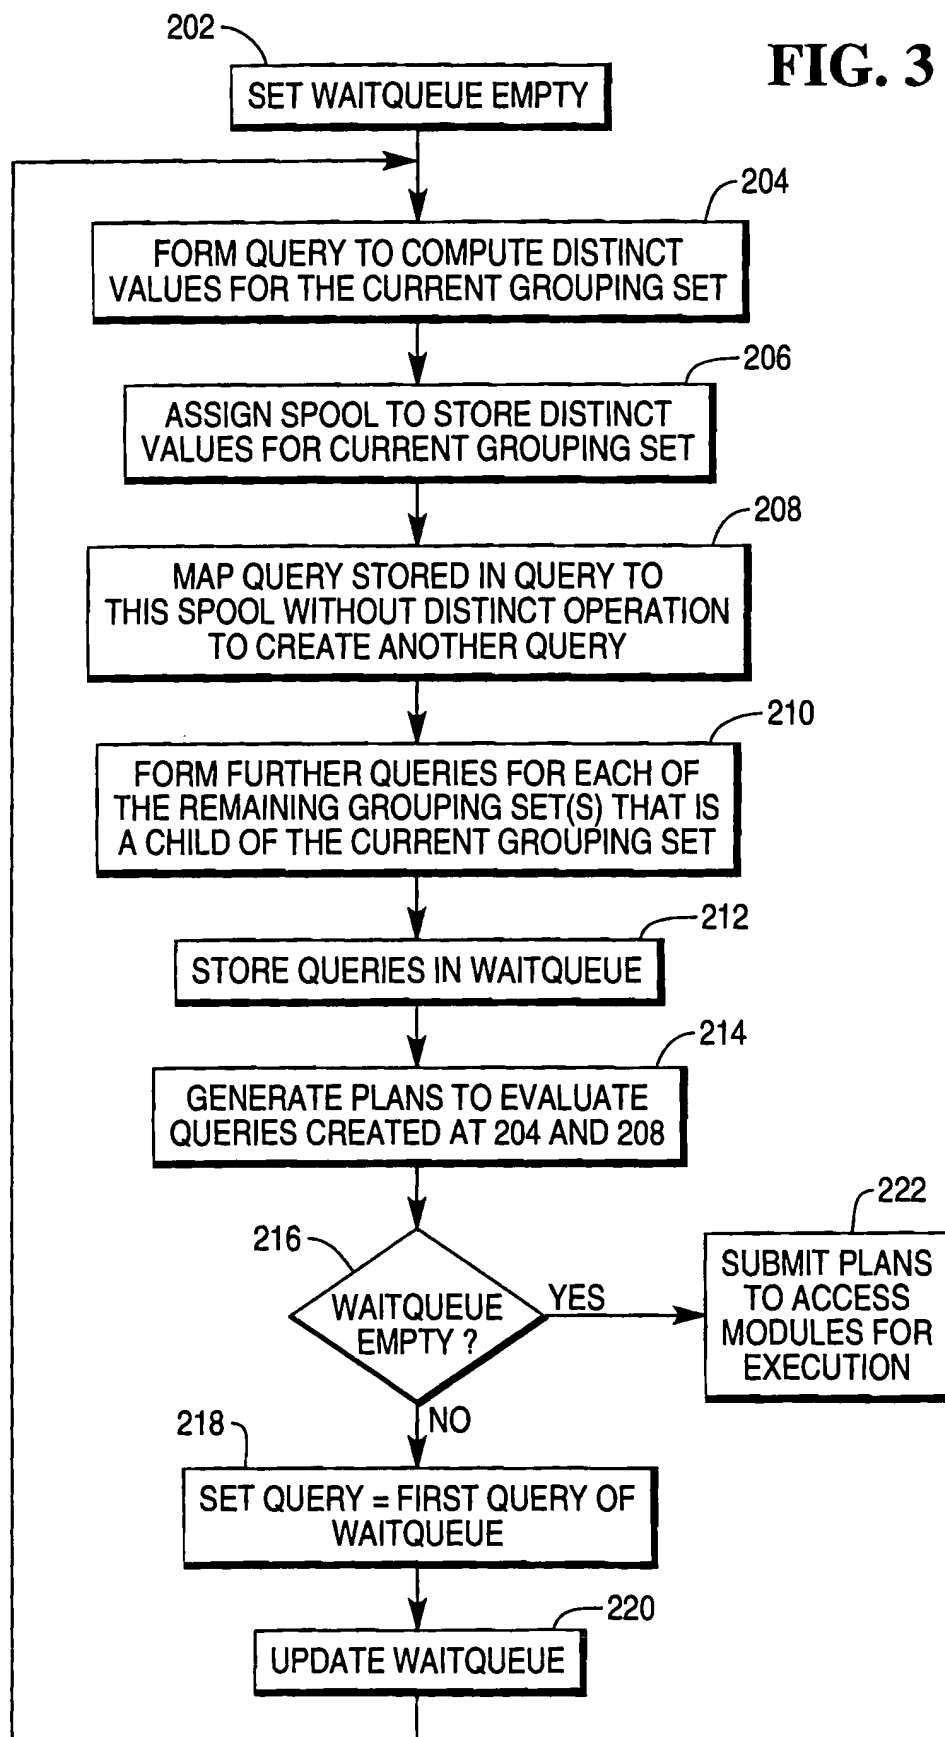 FIG. 3
202
SET WAITQUEUE EMPTY
204
FORM QUERY TO COMPUTE DISTINCT
VALUES FOR THE CURRENT GROUPING SET
206
ASSIGN SPOOL TO STORE DISTINCT
VALUES FOR CURRENT GROUPING SET
208
MAP QUERY STORED IN QUERY TO
THIS SPOOL WITHOUT DISTINCT OPERATION
TO CREATE ANOTHER QUERY
210
FORM FURTHER QUERIES FOR EACH OF
THE REMAINING GROUPING SET(S) THAT IS
A CHILD OF THE CURRENT GROUPING SET
212
STORE QUERIES IN WAITQUEUE
214
GENERATE PLANS TO EVALUATE
QUERIES CREATED AT 204 AND 208
216
WAITQUEUE
EMPTY ?
YES
222
SUBMIT PLANS
TO ACCESS
MODULES FOR
EXECUTION
NO
218
SET QUERY = FIRST QUERY OF
WAITQUEUE
220
UPDATE WAITQUEUE